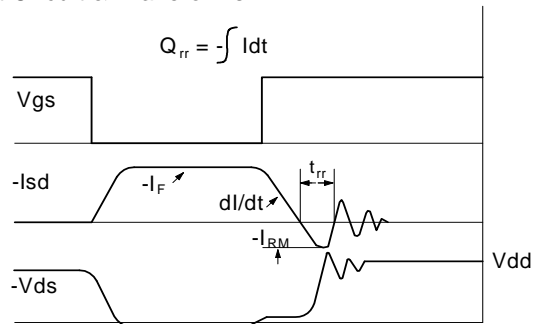 Q_rr = -∫ Idt
Vgs
t_rr
-Isd
-I_F
dI/dt
-I_RM
Vdd
-Vds